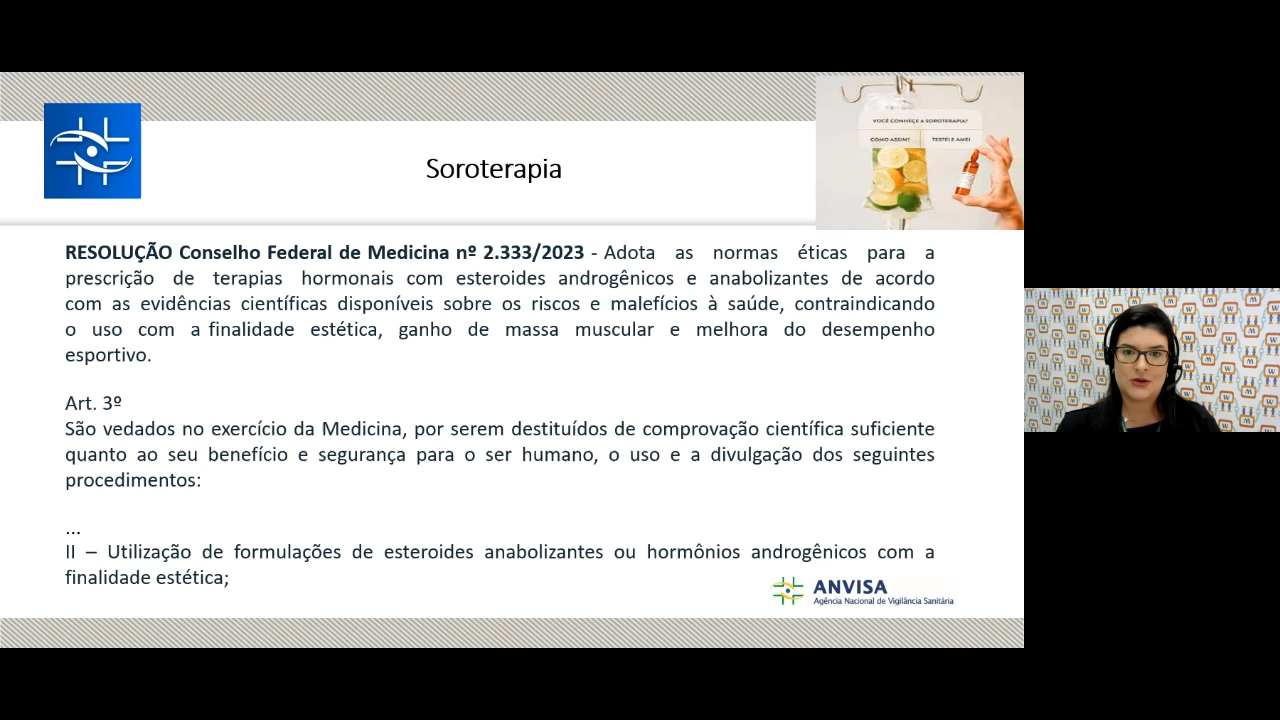 Soroterapia
VOCÊ CONHEÇE A SOROTERAPIA?
COMO ASSIM?
TESTEI E AMEI
RESOLUÇÃO Conselho Federal de Medicina nº 2.333/2023 - Adota as normas éticas para a
prescrição de terapias hormonais com esteroides androgênicos e anabolizantes de acordo
com as evidências científicas disponíveis sobre os riscos e malefícios à saúde, contraindicando
o uso com a finalidade estética, ganho de massa muscular e melhora do desempenho
esportivo.
Art. 3º
São vedados no exercício da Medicina, por serem destituídos de comprovação científica suficiente
quanto ao seu benefício e segurança para o ser humano, o uso e a divulgação dos seguintes
procedimentos:
...
II – Utilização de formulações de esteroides anabolizantes ou hormônios androgênicos com a
finalidade estética;
ANVISA
Agência Nacional de Vigilância Sanitária